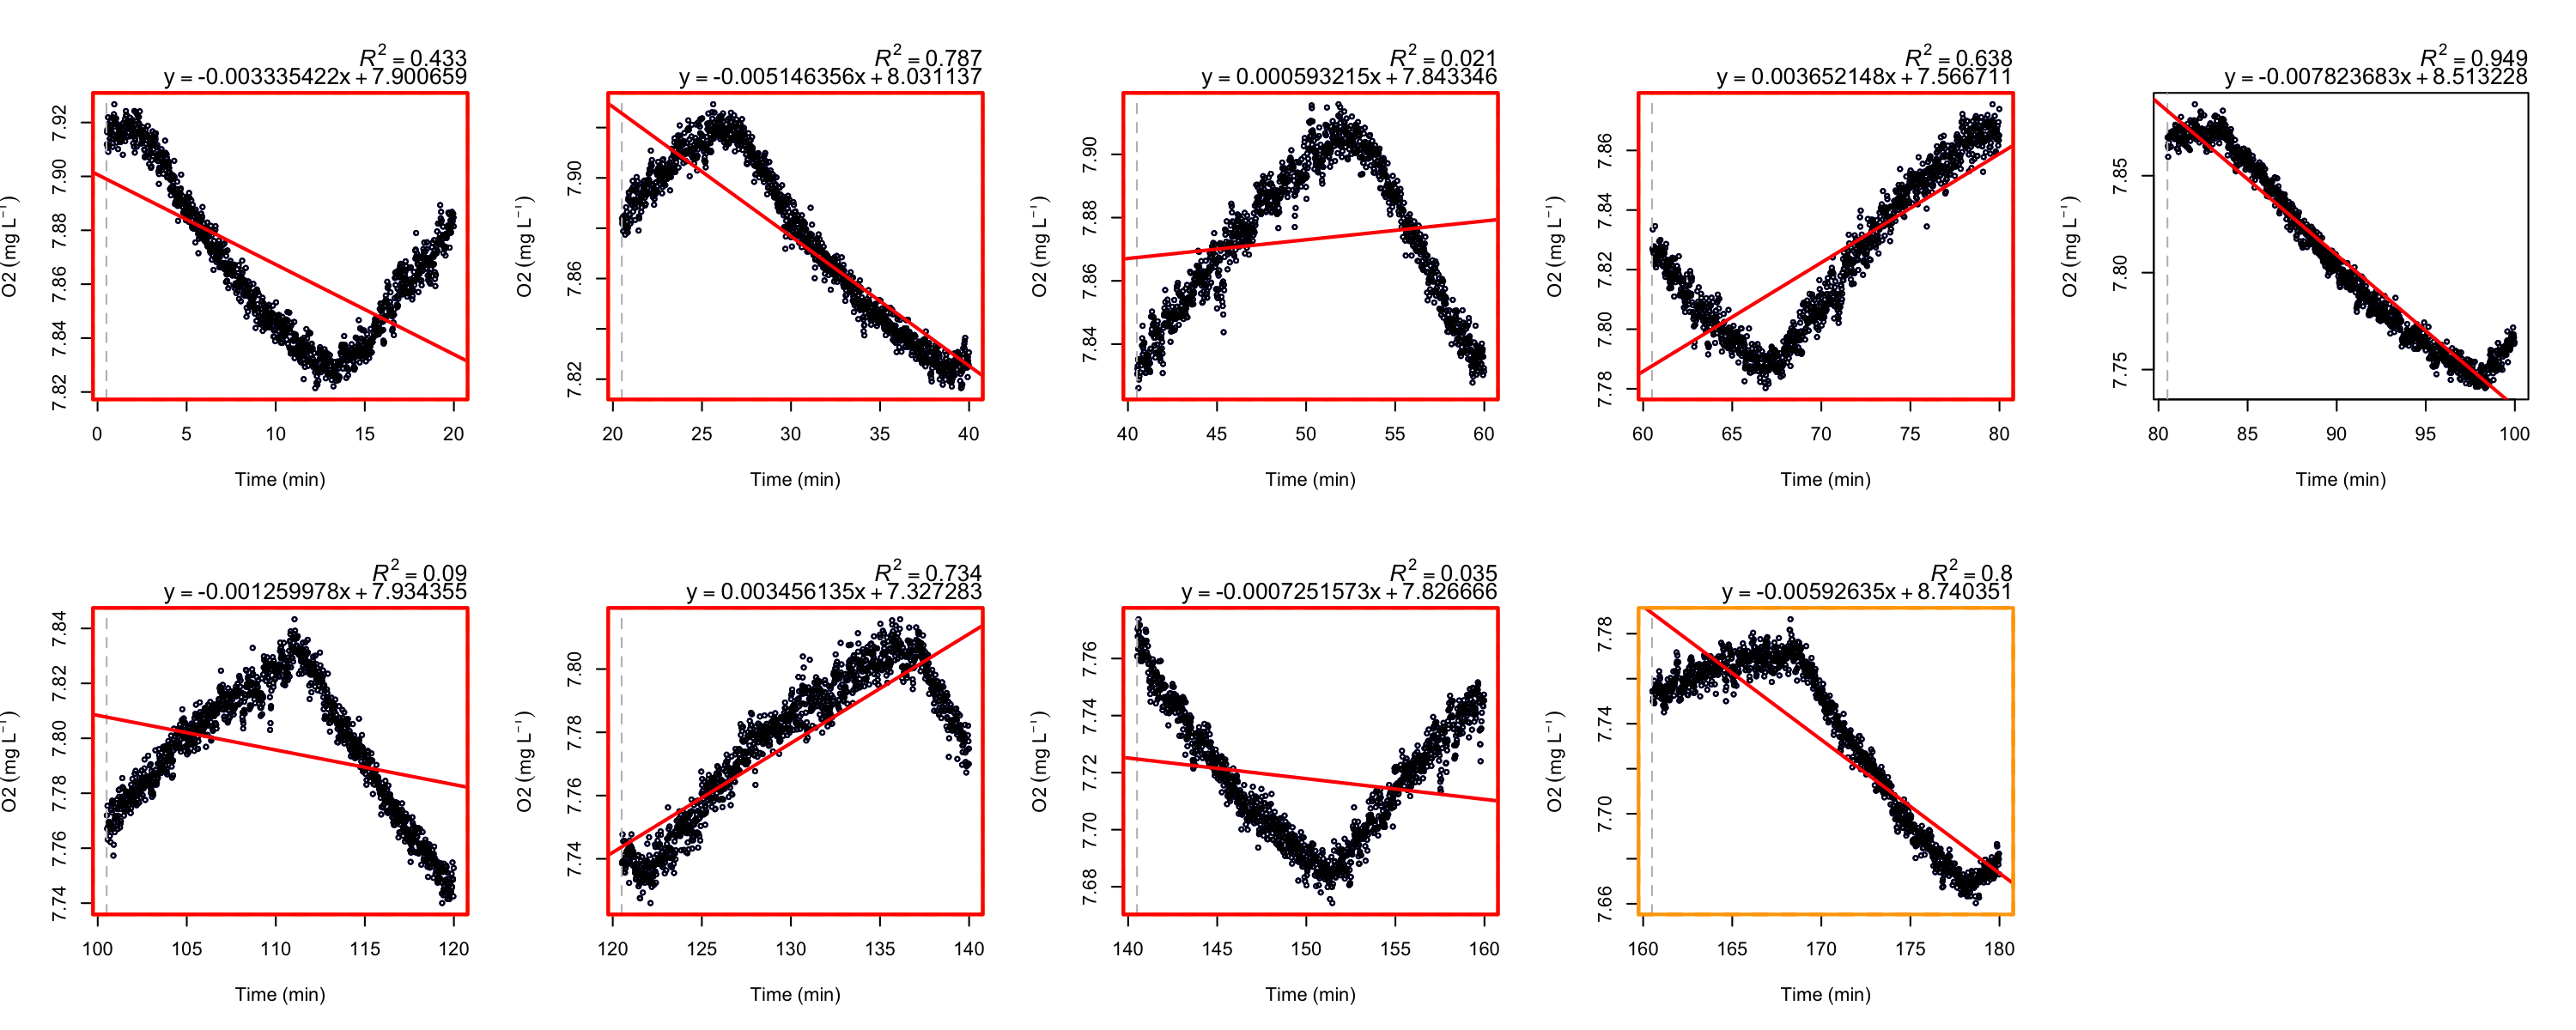 R² = 0.433
y = -0.003335422x + 7.900659
O2 (mg L⁻¹)
7.92
7.90
7.88
7.86
7.84
7.82
0 5 10 15 20
Time (min)
R² = 0.787
y = -0.005146356x + 8.031137
O2 (mg L⁻¹)
7.90
7.86
7.82
20 25 30 35 40
Time (min)
R² = 0.021
y = 0.000593215x + 7.843346
O2 (mg L⁻¹)
7.90
7.88
7.86
7.84
40 45 50 55 60
Time (min)
R² = 0.638
y = 0.003652148x + 7.566711
O2 (mg L⁻¹)
7.86
7.84
7.82
7.80
7.78
60 65 70 75 80
Time (min)
R² = 0.949
y = -0.007823683x + 8.513228
O2 (mg L⁻¹)
7.85
7.80
7.75
80 85 90 95 100
Time (min)
R² = 0.09
y = -0.001259978x + 7.934355
O2 (mg L⁻¹)
7.84
7.82
7.80
7.78
7.76
7.74
100 105 110 115 120
Time (min)
R² = 0.734
y = 0.003456135x + 7.327283
O2 (mg L⁻¹)
7.80
7.78
7.76
7.74
120 125 130 135 140
Time (min)
R² = 0.035
y = -0.0007251573x + 7.826666
O2 (mg L⁻¹)
7.76
7.74
7.72
7.70
7.68
140 145 150 155 160
Time (min)
R² = 0.8
y = -0.00592635x + 8.740351
O2 (mg L⁻¹)
7.78
7.74
7.70
7.66
160 165 170 175 180
Time (min)